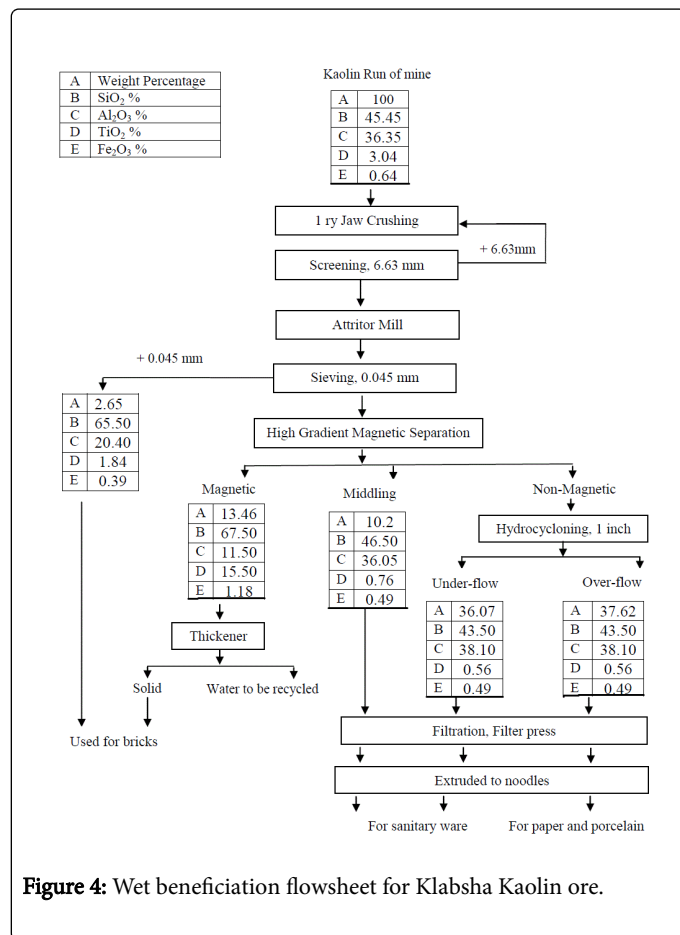 Kaolin Run of mine
A Weight Percentage
B SiO₂ %
C Al₂O₃ %
D TiO₂ %
E Fe₂O₃ %
A 100
B 45.45
C 36.35
D 3.04
E 0.64
1 ry Jaw Crushing
+ 6.63mm
Screening, 6.63 mm
Attritor Mill
+ 0.045 mm
Sieving, 0.045 mm
A 2.65
B 65.50
C 20.40
D 1.84
E 0.39
High Gradient Magnetic Separation
Magnetic
Middling
Non-Magnetic
A 13.46
B 67.50
C 11.50
D 15.50
E 1.18
A 10.2
B 46.50
C 36.05
D 0.76
E 0.49
Hydrocycloning, 1 inch
Under-flow
Over-flow
A 36.07
B 43.50
C 38.10
D 0.56
E 0.49
A 37.62
B 43.50
C 38.10
D 0.56
E 0.49
Thickener
Solid
Water to be recycled
Used for bricks
Filtration, Filter press
Extruded to noodles
For sanitary ware
For paper and porcelain
Figure 4: Wet beneficiation flowsheet for Klabsha Kaolin ore.